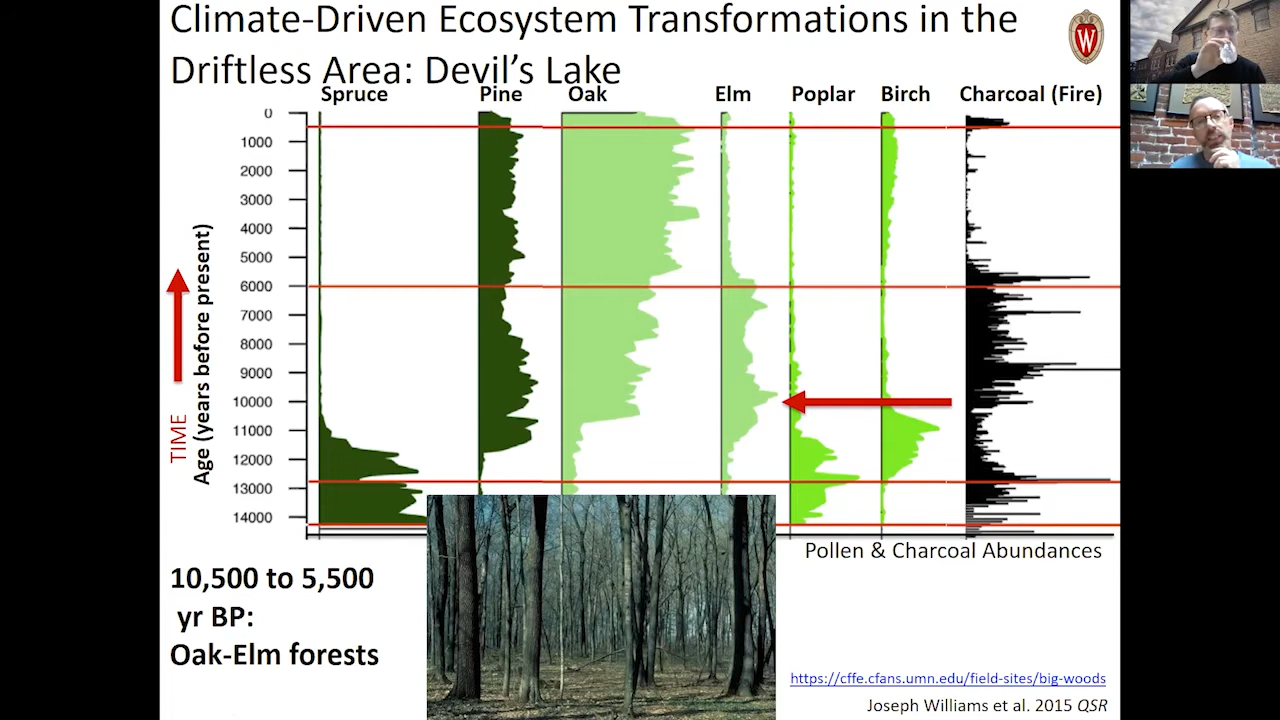 Climate-Driven Ecosystem Transformations in the
Driftless Area: Devil's Lake
W
Spruce Pine Oak Elm Poplar Birch Charcoal (Fire)
0
1000
2000
3000
4000
5000
6000
7000
8000
9000
10000
11000
12000
13000
14000
TIME
Age (years before present)
Pollen & Charcoal Abundances
10,500 to 5,500
yr BP:
Oak-Elm forests
https://cffe.cfans.umn.edu/field-sites/big-woods
Joseph Williams et al. 2015 QSR